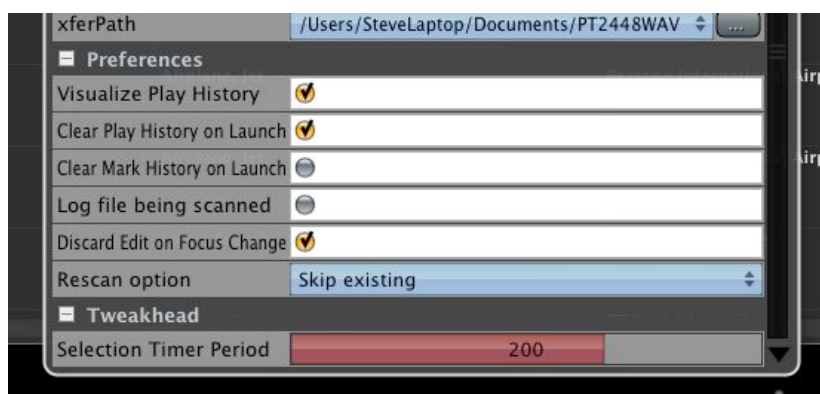 xferPath /Users/SteveLaptop/Documents/PT2448WAV ...
Preferences
Visualize Play History
Clear Play History on Launch
Clear Mark History on Launch
Log file being scanned
Discard Edit on Focus Change
Rescan option Skip existing
Tweakhead
Selection Timer Period 200